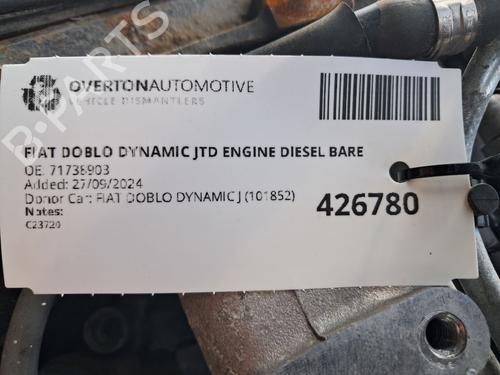 OVERTONAUTOMOTIVE
VEHICLE DISMANTLERS
FIAT DOBLO DYNAMIC JTD ENGINE DIESEL BARE
OE: 71738903
Added: 27/09/2024
Donor Car: FIAT DOBLO DYNAMIC J (101852)
Notes:
C23720
426780
B-PARTS